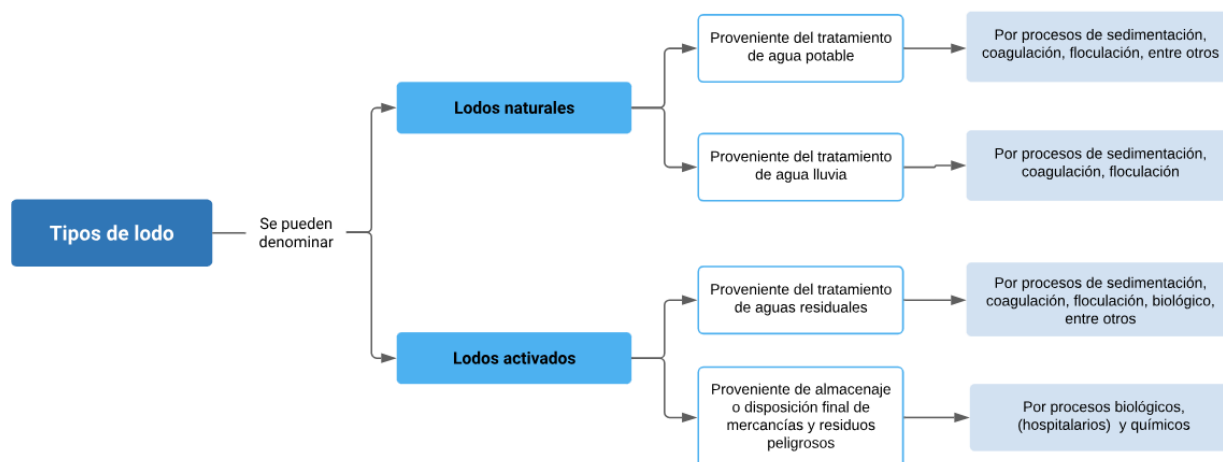 Tipos de lodo
Se pueden
denominar
Lodos naturales
Proveniente del tratamiento
de agua potable
Por procesos de sedimentación,
coagulación, floculación, entre otros
Proveniente del tratamiento
de agua lluvia
Por procesos de sedimentación,
coagulación, floculación
Lodos activados
Proveniente del tratamiento
de aguas residuales
Por procesos de sedimentación,
coagulación, floculación, biológico,
entre otros
Proveniente de almacenaje
o disposición final de
mercancías y residuos
peligrosos
Por procesos biológicos,
(hospitalarios) y químicos